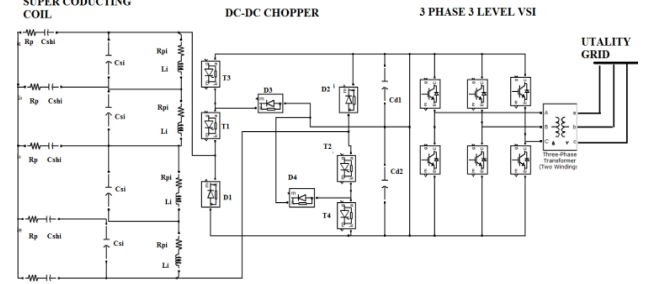 SUPER CODUCTING
COIL
DC-DC CHOPPER
3 PHASE 3 LEVEL VSI
UTALITY
GRID
Rp Cshi
Csi
Rpi
Li
T3
D3
D2
Cd1
Rp Cshi
Csi
Rpi
Li
T1
T2
Rp Cshi
Csi
Rpi
Li
D1
D4
Cd2
T4
Rp Cshi
Csi
Rpi
Li
A
a
B
b
C
c
Three-Phase
Transformer
(Two Windings